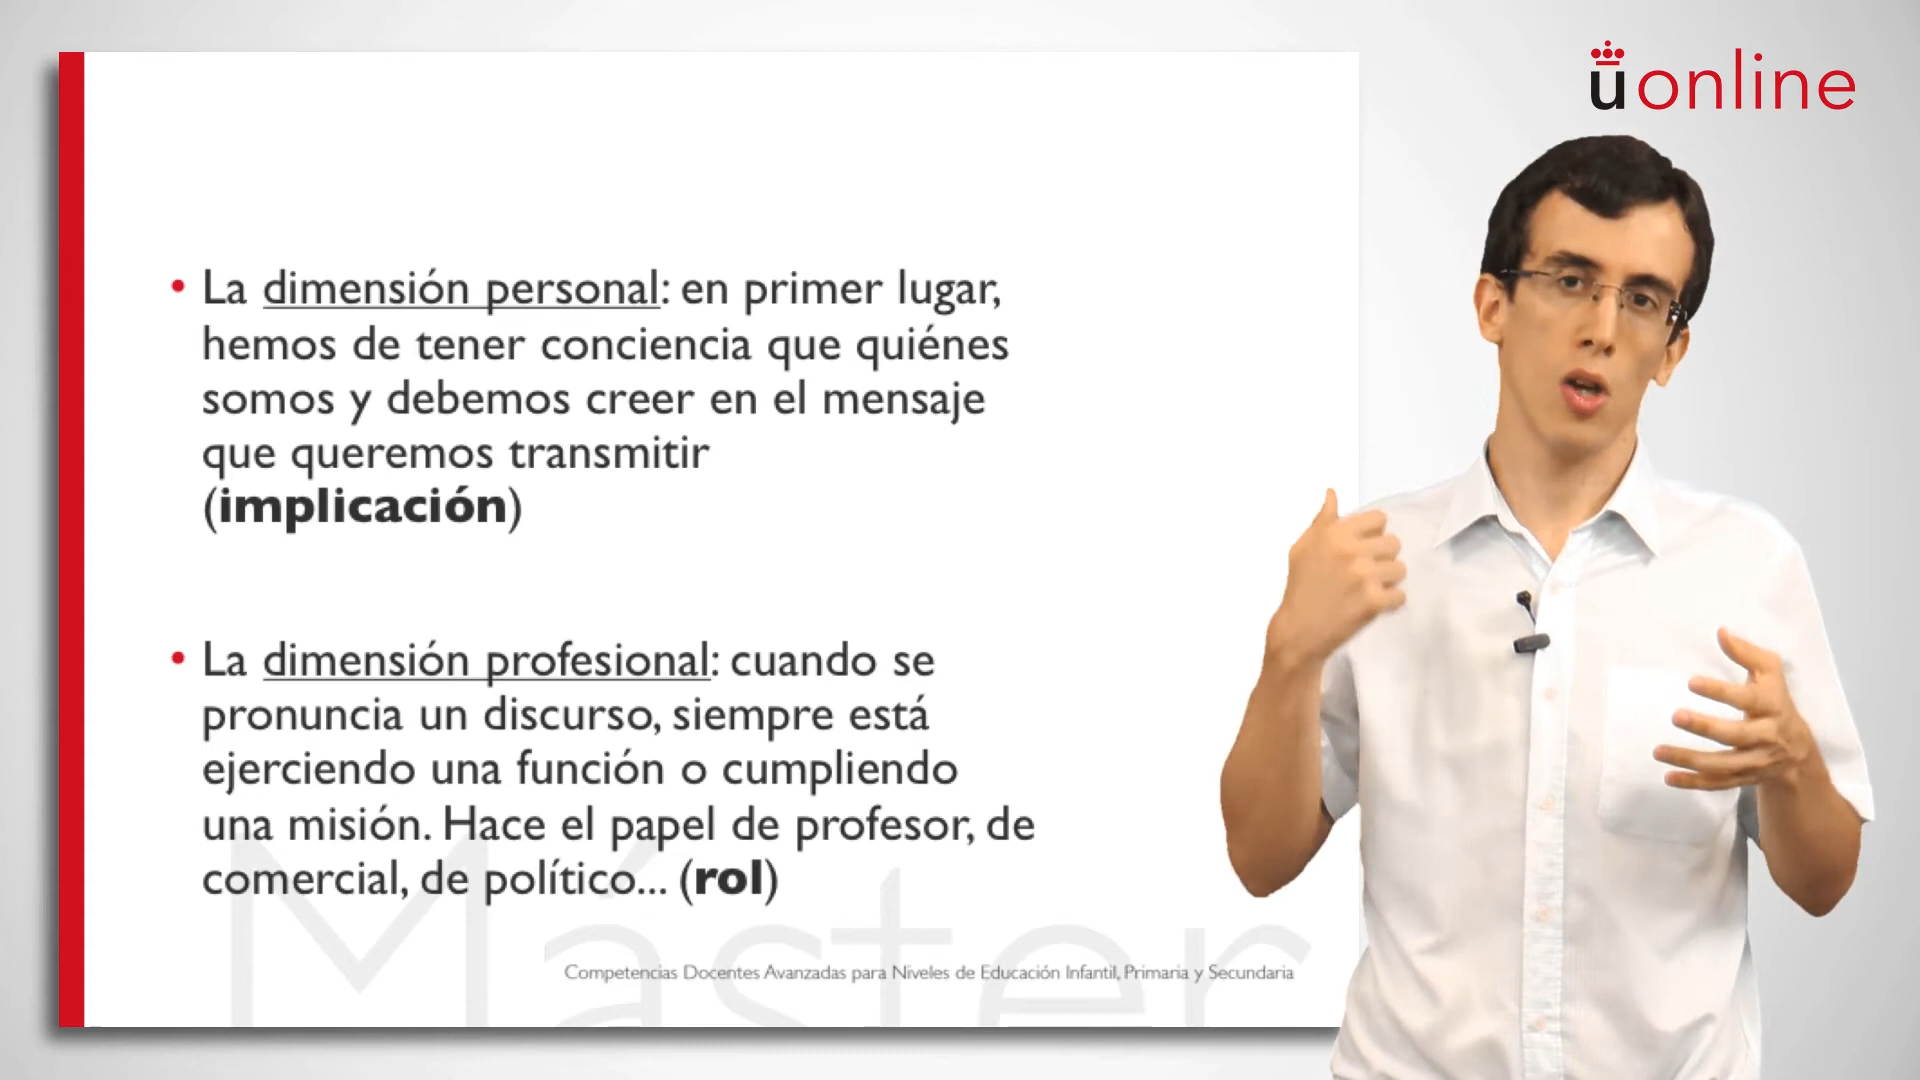 üonline
• La dimensión personal: en primer lugar,
hemos de tener conciencia que quiénes
somos y debemos creer en el mensaje
que queremos transmitir
(implicación)
• La dimensión profesional: cuando se
pronuncia un discurso, siempre está
ejerciendo una función o cumpliendo
una misión. Hace el papel de profesor, de
comercial, de político... (rol)
Máster
Competencias Docentes Avanzadas para Niveles de Educación Infantil, Primaria y Secundaria